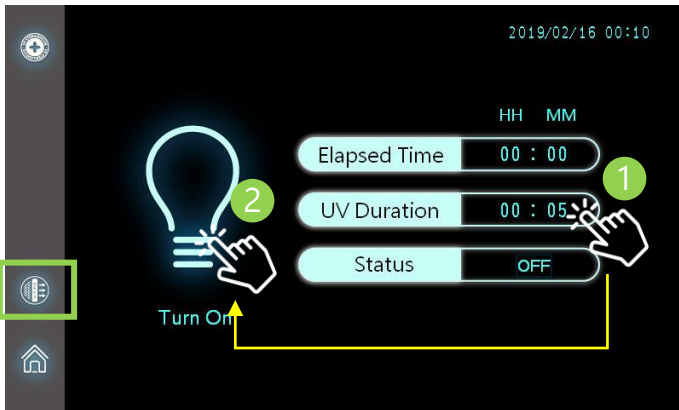 2019/02/16 00:10
HH MM
Elapsed Time 00 : 00
1
2
UV Duration 00 : 05
Status OFF
Turn On